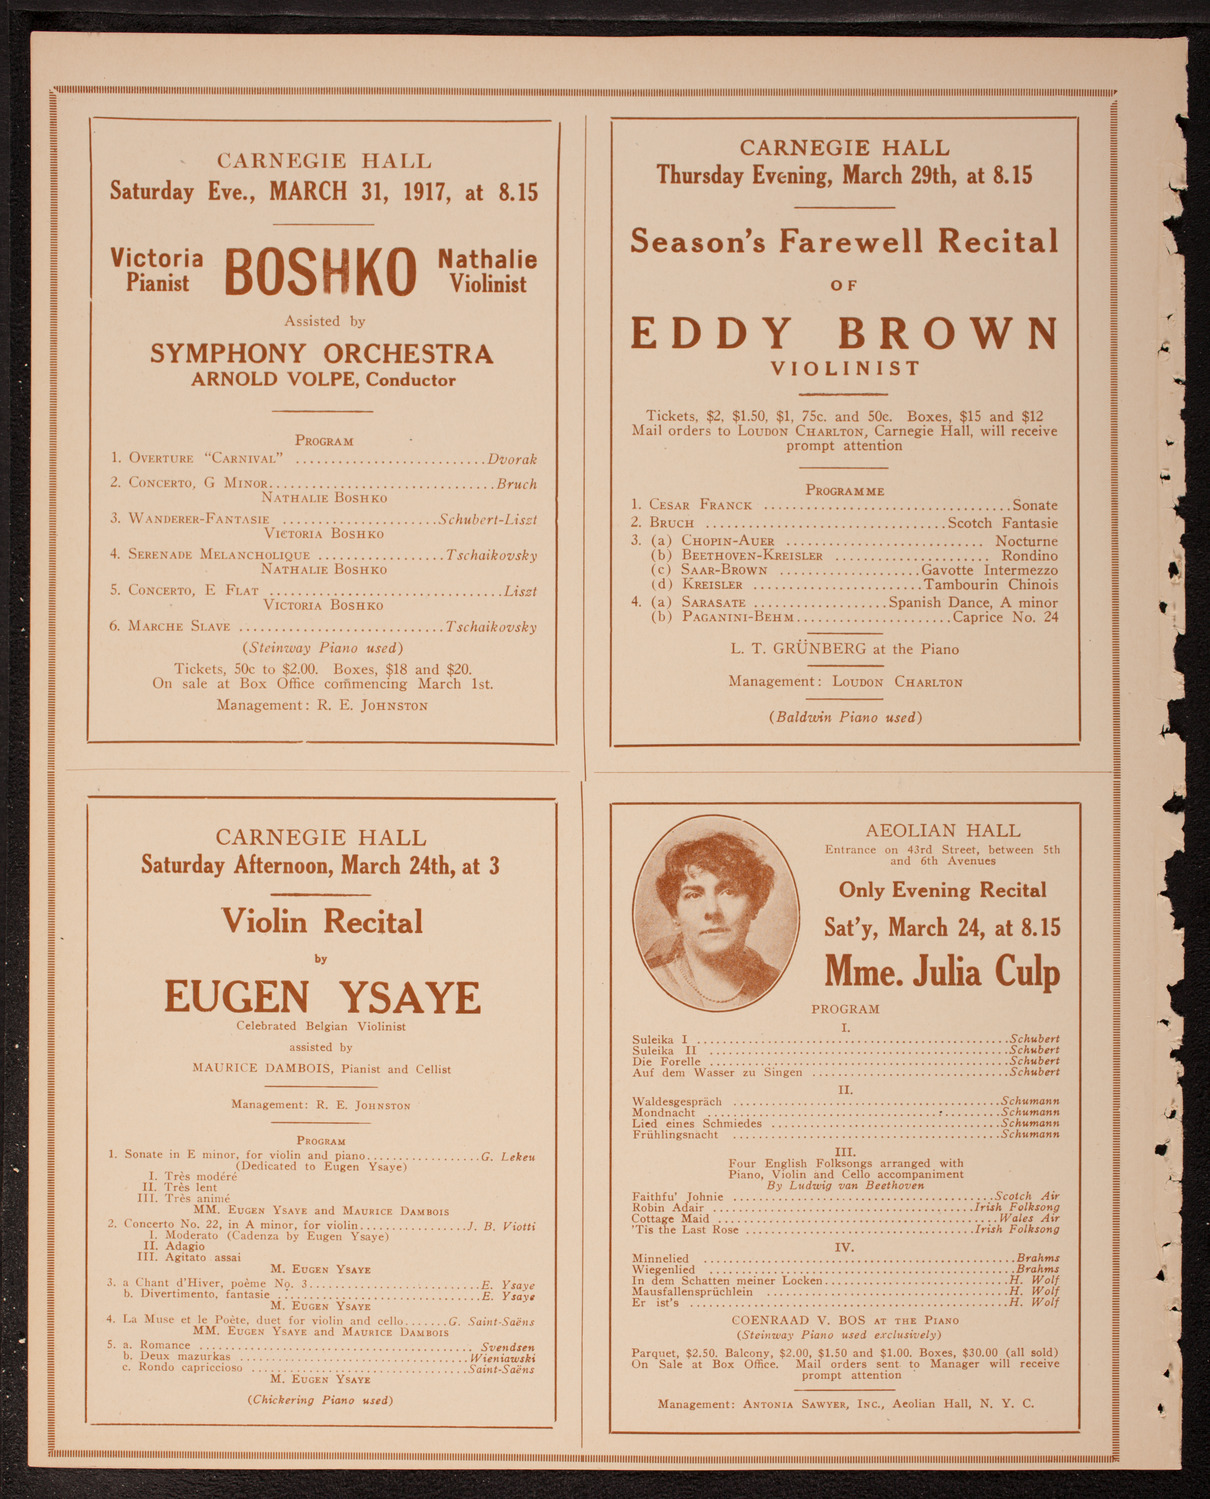 CARNEGIE HALL
Saturday Eve., MARCH 31, 1917, at 8.15
Victoria BOSHKO Nathalie
Pianist Violinist
Assisted by
SYMPHONY ORCHESTRA
ARNOLD VOLPE, Conductor
PROGRAM
1. OVERTURE "CARNIVAL" ........................... Dvorak
2. CONCERTO, G MINOR................................ Bruch
NATHALIE BOSHKO
3. WANDERER-FANTASIE ...................... Schubert-Liszt
VICTORIA BOSHKO
4. SERENADE MELANCHOLIQUE .................. Tschaikovsky
NATHALIE BOSHKO
5. CONCERTO, E FLAT ................................. Liszt
VICTORIA BOSHKO
6. MARCHE SLAVE ............................. Tschaikovsky
(Steinway Piano used)
Tickets, 50c to $2.00. Boxes, $18 and $20.
On sale at Box Office commencing March 1st.
Management: R. E. JOHNSTON
CARNEGIE HALL
Thursday Evening, March 29th, at 8.15
Season's Farewell Recital
OF
EDDY BROWN
VIOLINIST
Tickets, $2, $1.50, $1, 75c. and 50c. Boxes, $15 and $12
Mail orders to LOUDON CHARLTON, Carnegie Hall, will receive
prompt attention
PROGRAMME
1. CESAR FRANCK ................................... Sonate
2. BRUCH .................................. Scotch Fantasie
3. (a) CHOPIN-AUER ............................ Nocturne
(b) BEETHOVEN-KREISLER ...................... Rondino
(c) SAAR-BROWN .................... Gavotte Intermezzo
(d) KREISLER ........................ Tambourin Chinois
4. (a) SARASATE ................... Spanish Dance, A minor
(b) PAGANINI-BEHM...................... Caprice No. 24
L. T. GRÜNBERG at the Piano
Management: LOUDON CHARLTON
(Baldwin Piano used)
CARNEGIE HALL
Saturday Afternoon, March 24th, at 3
Violin Recital
by
EUGEN YSAYE
Celebrated Belgian Violinist
assisted by
MAURICE DAMBOIS, Pianist and Cellist
Management: R. E. JOHNSTON
PROGRAM
1. Sonate in E minor, for violin and piano.................. G. Lekeu
(Dedicated to Eugen Ysaye)
I. Très modéré
II. Très lent
III. Très animé
MM. EUGEN YSAYE and MAURICE DAMBOIS
2. Concerto No. 22, in A minor, for violin................. J. B. Viotti
I. Moderato (Cadenza by Eugen Ysaye)
II. Adagio
III. Agitato assai
M. EUGEN YSAYE
3. a Chant d'Hiver, poème No. 3........................... E. Ysaye
b. Divertimento, fantasie ................................ E. Ysaye
M. EUGEN YSAYE
4. La Muse et le Poète, duet for violin and cello....... G. Saint-Saëns
MM. EUGEN YSAYE and MAURICE DAMBOIS
5. a. Romance ............................................ Svendsen
b. Deux mazurkas .................................... Wieniawski
c. Rondo capriccioso .................................. Saint-Saëns
M. EUGEN YSAYE
(Chickering Piano used)
AEOLIAN HALL
Entrance on 43rd Street, between 5th
and 6th Avenues
Only Evening Recital
Sat'y, March 24, at 8.15
Mme. Julia Culp
PROGRAM
I.
Suleika I ................................................. Schubert
Suleika II ................................................ Schubert
Die Forelle ............................................... Schubert
Auf dem Wasser zu Singen ................................ Schubert
II.
Waldesgespräch ......................................... Schumann
Mondnacht ............................................. Schumann
Lied eines Schmiedes .................................... Schumann
Frühlingsnacht .......................................... Schumann
III.
Four English Folksongs arranged with
Piano, Violin and Cello accompaniment
By Ludwig van Beethoven
Faithfu' Johnie ........................................ Scotch Air
Robin Adair ........................................ Irish Folksong
Cottage Maid ........................................... Wales Air
'Tis the Last Rose .................................. Irish Folksong
IV.
Minnelied ................................................ Brahms
Wiegenlied ............................................... Brahms
In dem Schatten meiner Locken............................ H. Wolf
Mausfallensprüchlein ..................................... H. Wolf
Er ist's ................................................. H. Wolf
COENRAAD V. BOS AT THE PIANO
(Steinway Piano used exclusively)
Parquet, $2.50. Balcony, $2.00, $1.50 and $1.00. Boxes, $30.00 (all sold)
On Sale at Box Office. Mail orders sent to Manager will receive
prompt attention
Management: ANTONIA SAWYER, INC., Aeolian Hall, N. Y. C.